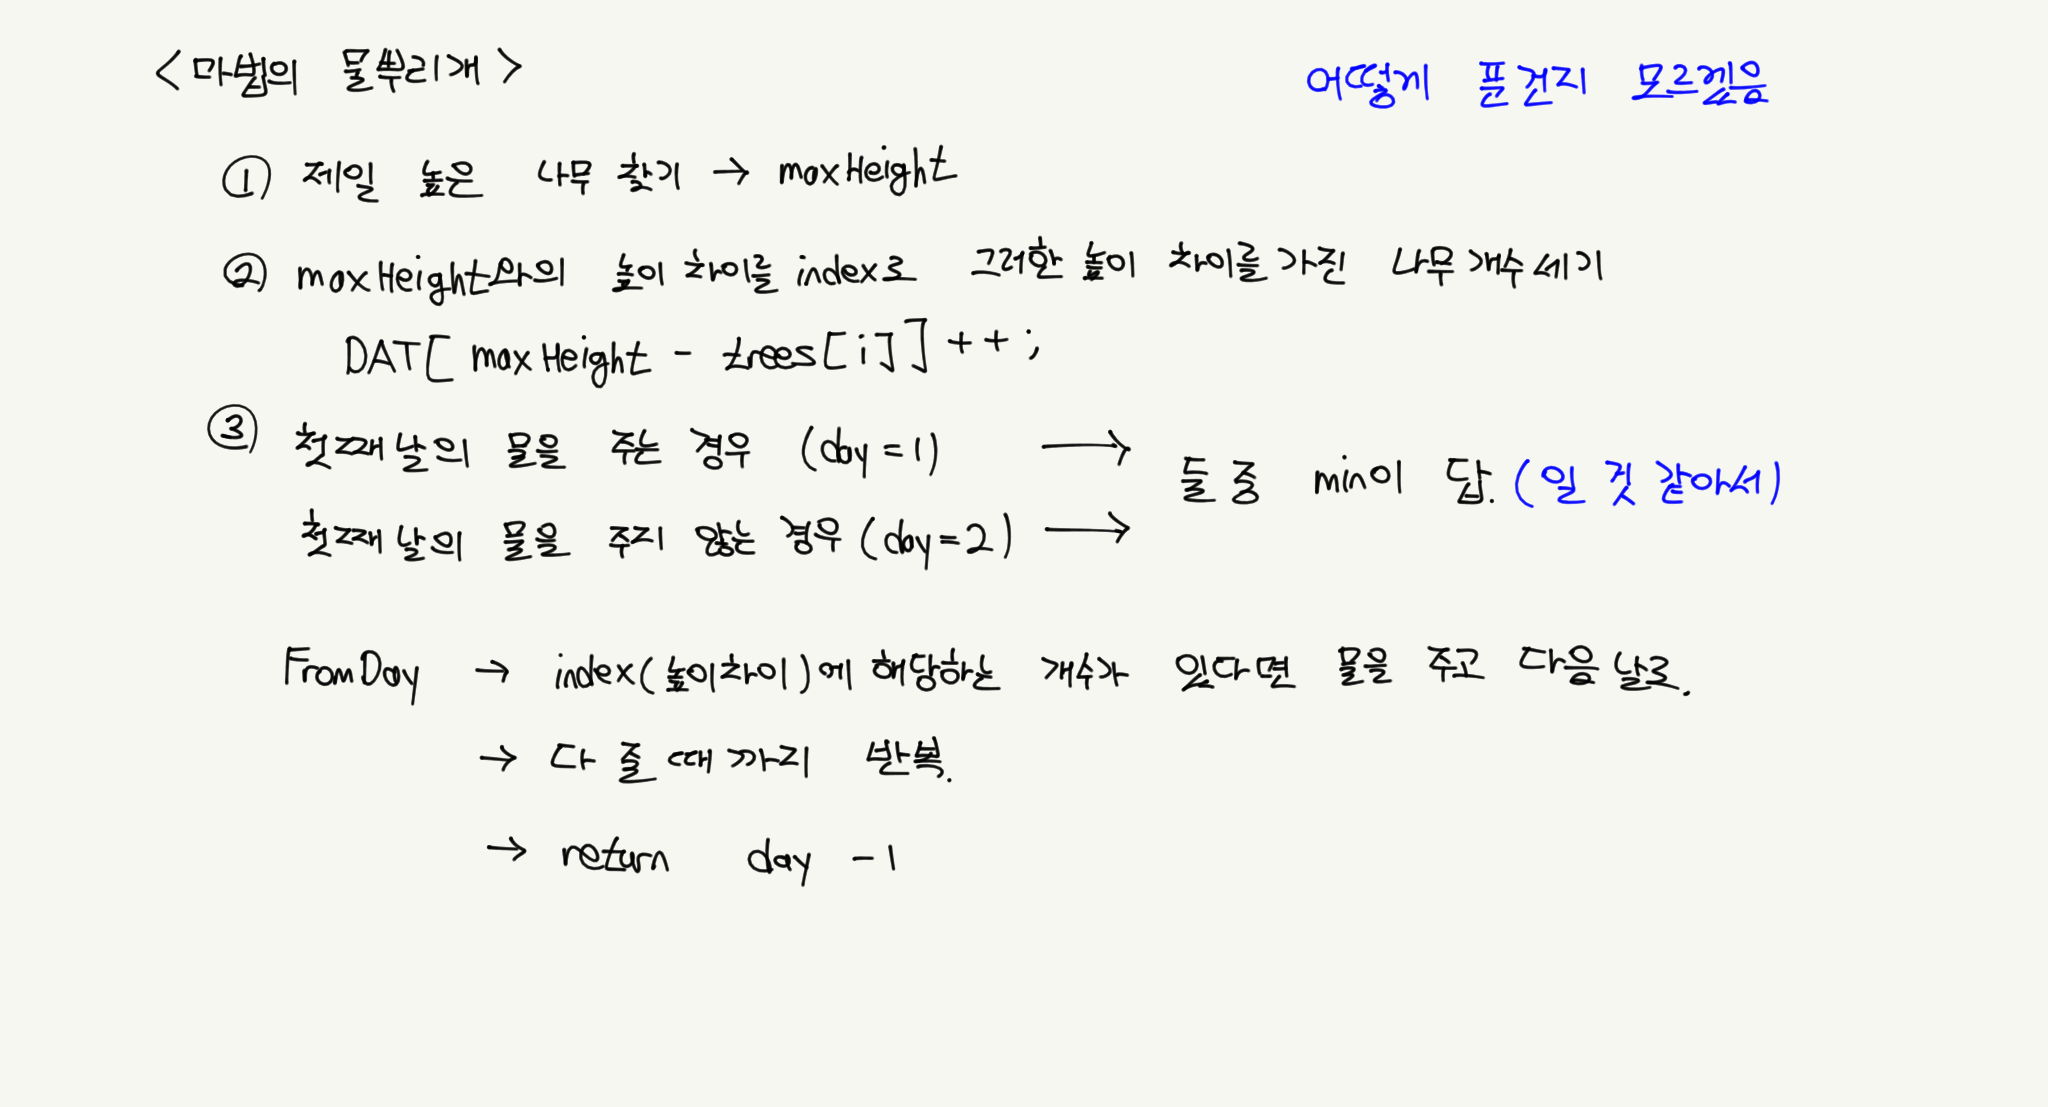 <마법의 물뿌리개>
어떻게 푼건지 모르겠음
① 제일 높은 나무 찾기 → maxHeight
② maxHeight와의 높이 차이를 index로 그러한 높이 차이를 가진 나무 개수 세기
DAT[maxHeight - trees[i]]++;
③ 첫째 날의 물을 주는 경우 (day=1) →
둘 중 min이 답. (일 것 같아서)
첫째 날의 물을 주지 않는 경우 (day=2) →
FromDay → index(높이차이)에 해당하는 개수가 있다면 물을 주고 다음 날로.
→ 다 줄 때까지 반복.
→ return day -1